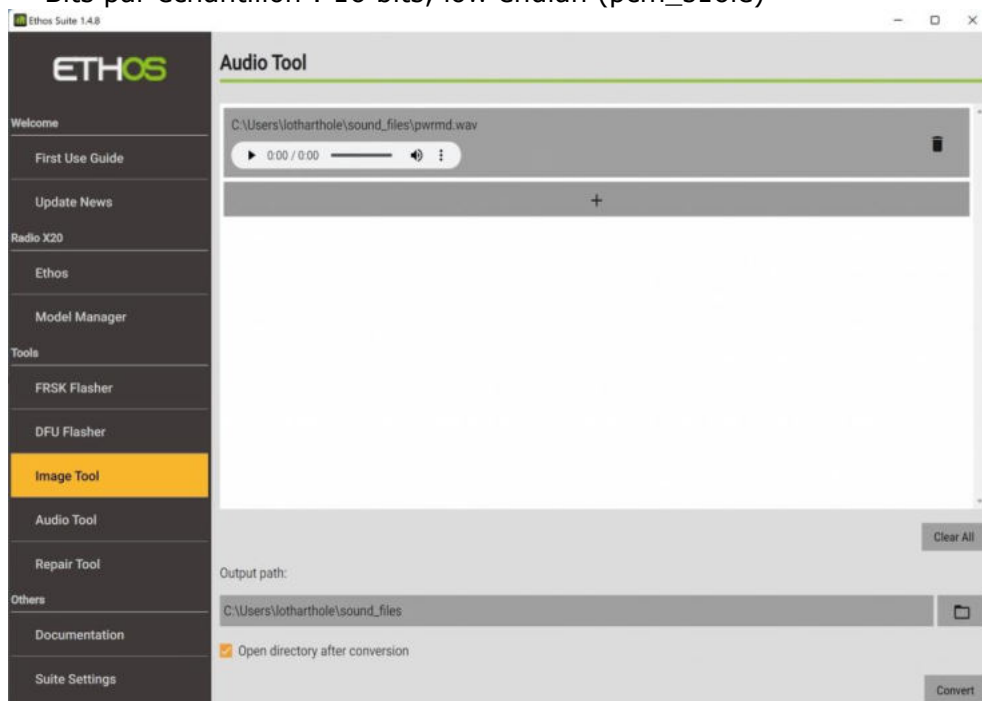 Bits par échantillon : 16 bits, low-endian (pcm_s16le)
Ethos Suite 1.4.8
ETHOS
Audio Tool
Welcome
First Use Guide
Update News
Radio X20
Ethos
Model Manager
Tools
FRSK Flasher
DFU Flasher
Image Tool
Audio Tool
Repair Tool
Others
Documentation
Suite Settings
C:\Users\lotharthole\sound_files\pwrmd.wav
0:00 / 0:00
+
Clear All
Output path:
C:\Users\lotharthole\sound_files
Open directory after conversion
Convert